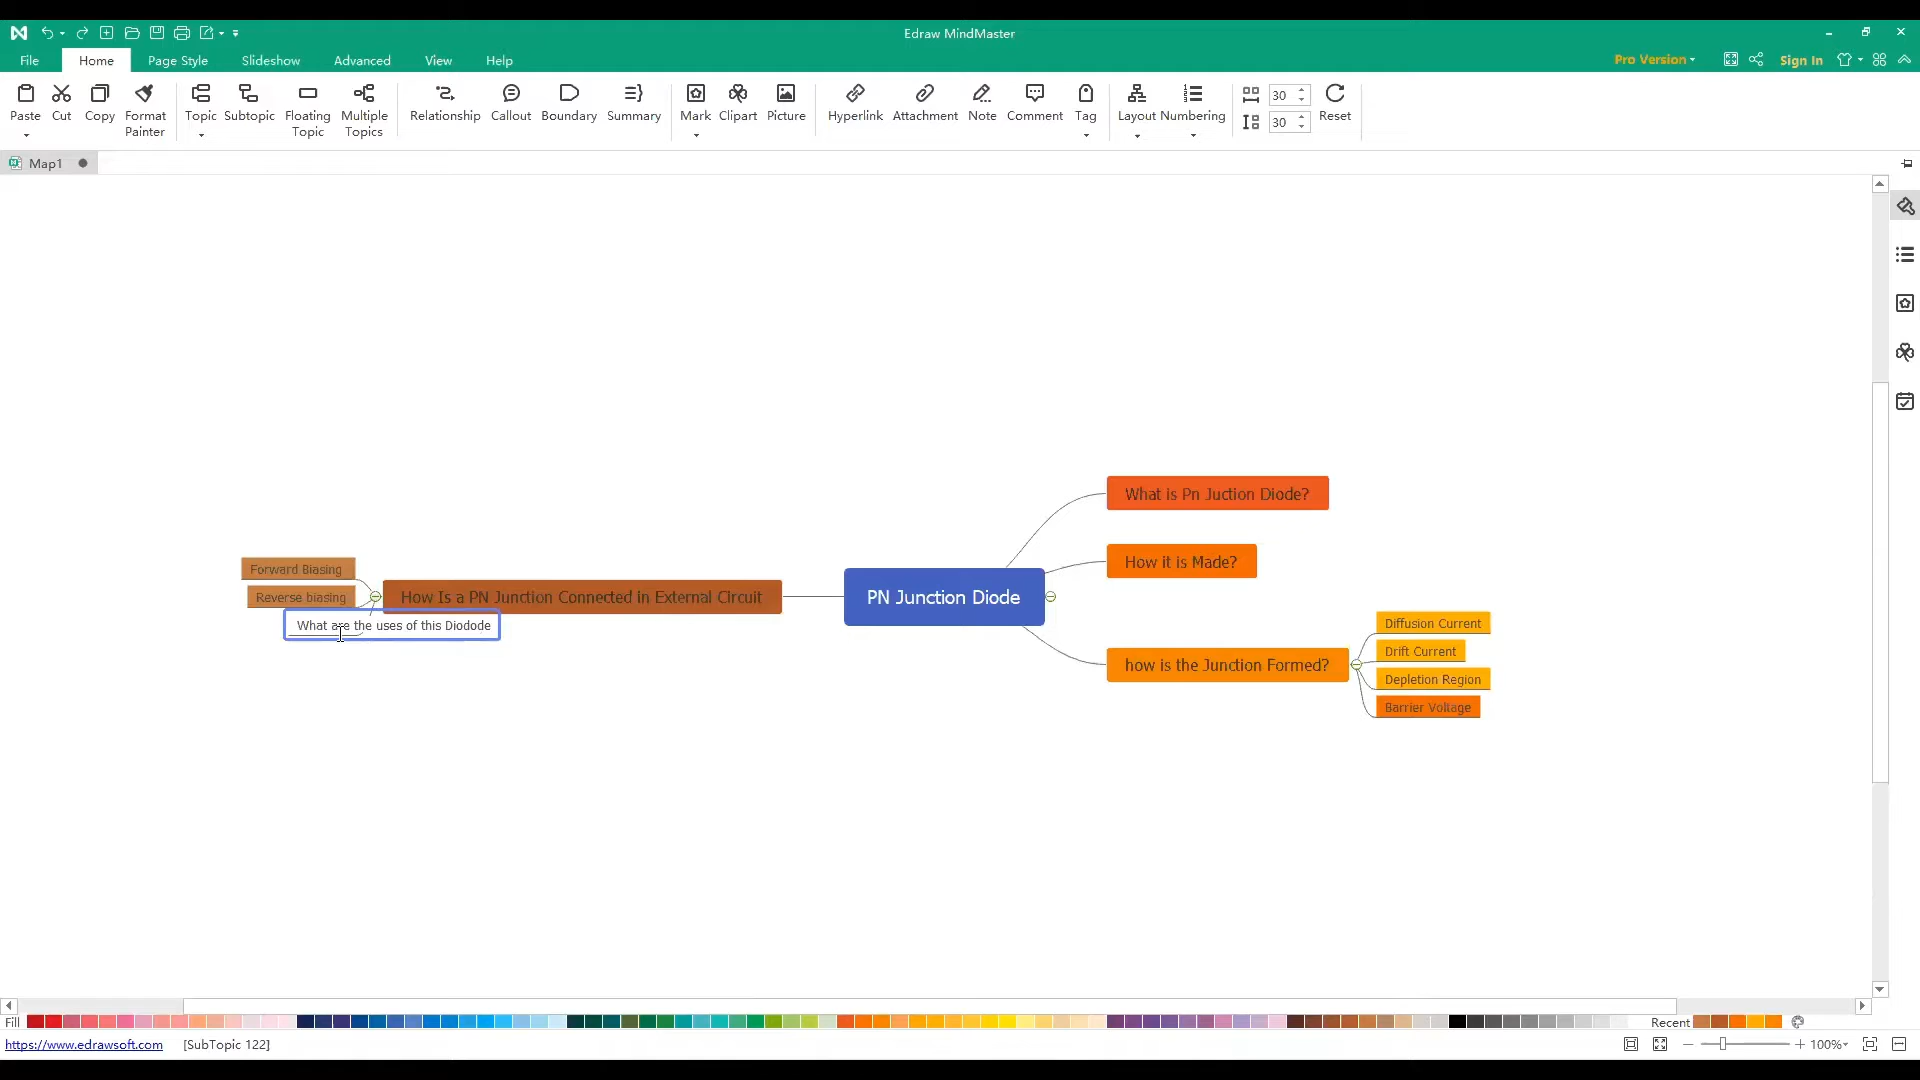 Edraw MindMaster
File Home Page Style Slideshow Advanced View Help
Pro Version Sign In
Paste Cut Copy Format Painter Topic Subtopic Floating Topic Multiple Topics Relationship Callout Boundary Summary Mark Clipart Picture Hyperlink Attachment Note Comment Tag Layout Numbering 30 30 Reset
Map1
What is Pn Juction Diode?
How it is Made?
Forward Biasing
Reverse biasing
How Is a PN Junction Connected in External Circuit
PN Junction Diode
What are the uses of this Diodode
how is the Junction Formed?
Diffusion Current
Drift Current
Depletion Region
Barrier Voltage
Fill
Recent
https://www.edrawsoft.com [SubTopic 122]
100%